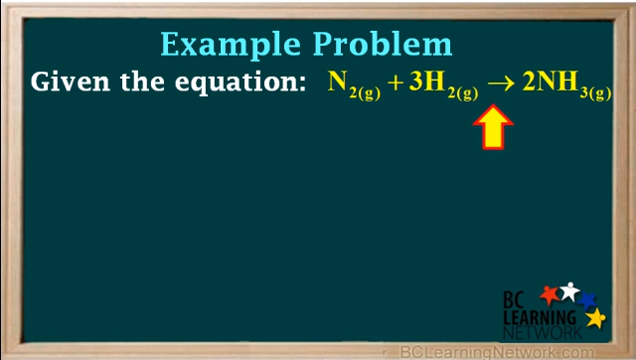 Example Problem
Given the equation: N₂(g) + 3H₂(g) → 2NH₃(g)
BC
LEARNING
NETWORK
BCLearningNetwork.com